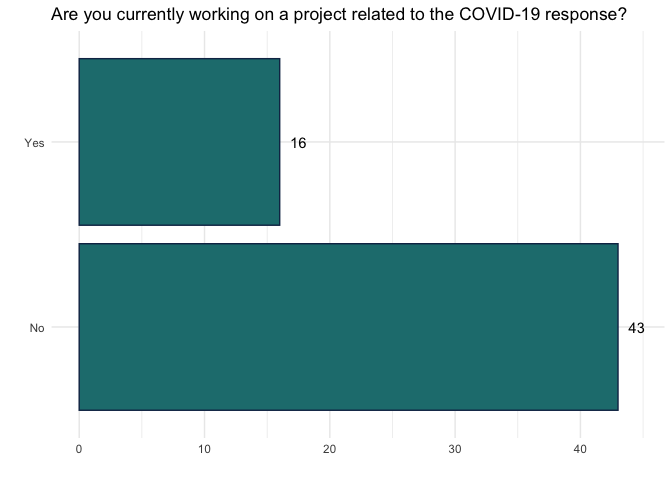 Are you currently working on a project related to the COVID-19 response?
Yes
16
No
43
0 10 20 30 40